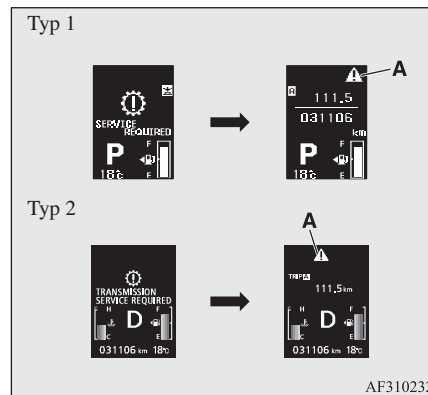 Typ 1
A
SERVICE
REQUIRED
P
F
E
18°c
A
111.5
031106
km
P
F
E
18°c
Typ 2
TRANSMISSION
SERVICE REQUIRED
H
C
D
F
E
031106 km 18°c
A
TRIP A
111.5 km
H
C
D
F
E
031106 km 18°c
AF310232